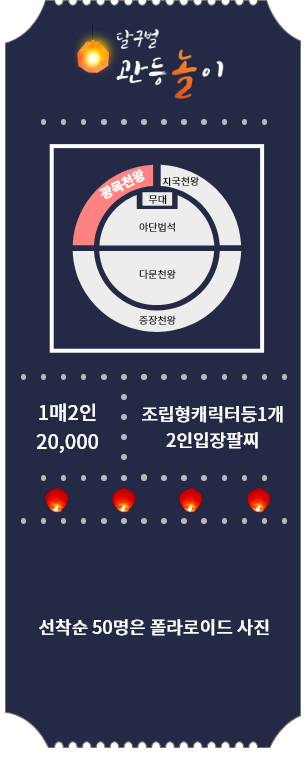 달구벌
관등놀이
광목천왕
지국천왕
무대
야단법석
다문천왕
증장천왕
1매2인
20,000
조립형캐릭터등1개
2인입장팔찌
선착순 50명은 폴라로이드 사진